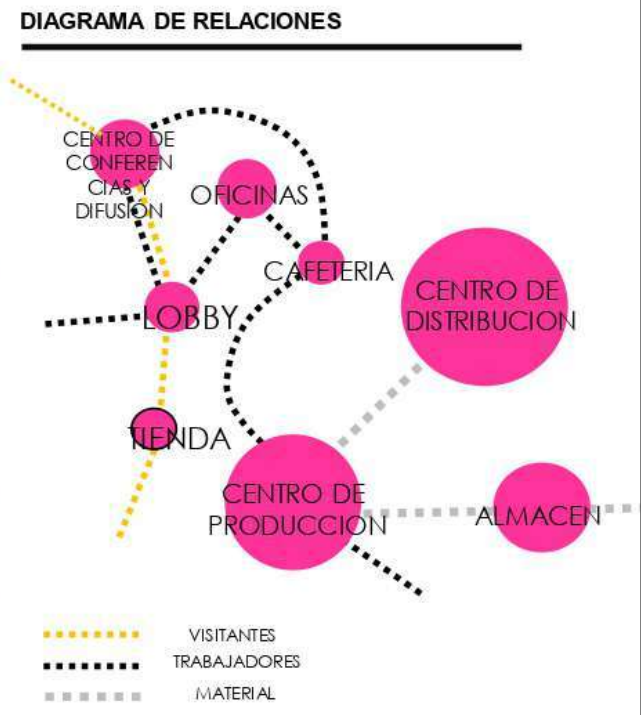 DIAGRAMA DE RELACIONES
CENTRO DE
CONFEREN
CIAS Y
DIFUSIÓN
OFICINAS
CAFETERIA
CENTRO DE
DISTRIBUCION
LOBBY
TIENDA
CENTRO DE
PRODUCCION
ALMACEN
VISITANTES
TRABAJADORES
MATERIAL